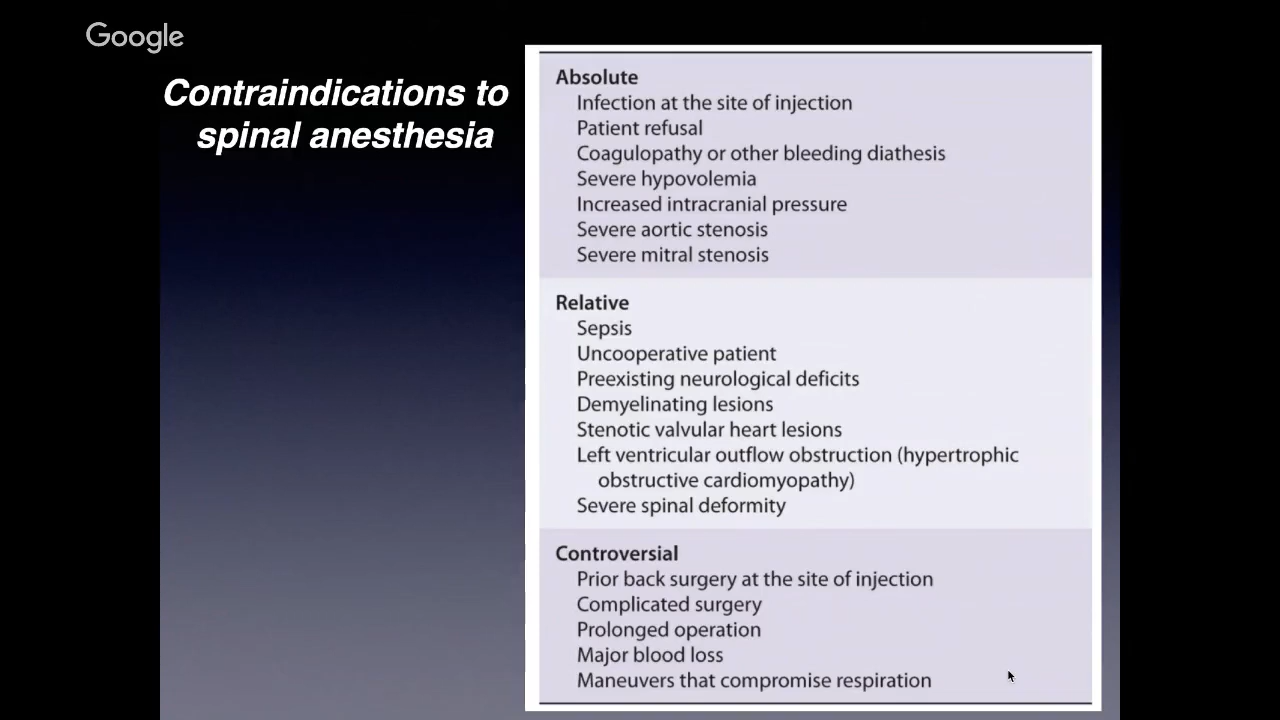 Google
Contraindications to
spinal anesthesia
Absolute
Infection at the site of injection
Patient refusal
Coagulopathy or other bleeding diathesis
Severe hypovolemia
Increased intracranial pressure
Severe aortic stenosis
Severe mitral stenosis
Relative
Sepsis
Uncooperative patient
Preexisting neurological deficits
Demyelinating lesions
Stenotic valvular heart lesions
Left ventricular outflow obstruction (hypertrophic
obstructive cardiomyopathy)
Severe spinal deformity
Controversial
Prior back surgery at the site of injection
Complicated surgery
Prolonged operation
Major blood loss
Maneuvers that compromise respiration